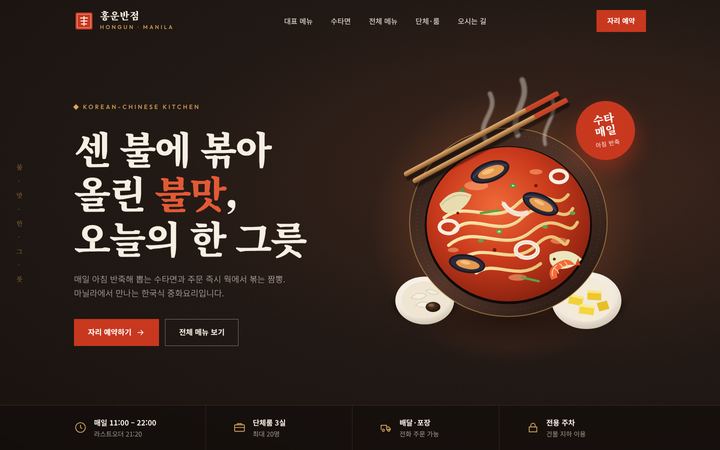 흥운반점
HONGUN · MANILA
대표 메뉴
수타면
전체 메뉴
단체·룸
오시는 길
자리 예약
KOREAN-CHINESE KITCHEN
센 불에 볶아
올린 불맛,
오늘의 한 그릇
매일 아침 반죽해 뽑는 수타면과 주문 즉시 웍에서 볶는 짬뽕.
마닐라에서 만나는 한국식 중화요리입니다.
자리 예약하기 →
전체 메뉴 보기
수타
매일
아침 반죽
불 · 맛 · 한 · 그 · 릇
매일 11:00 – 22:00
라스트오더 21:20
단체룸 3실
최대 20명
배달·포장
전화 주문 가능
전용 주차
건물 지하 이용